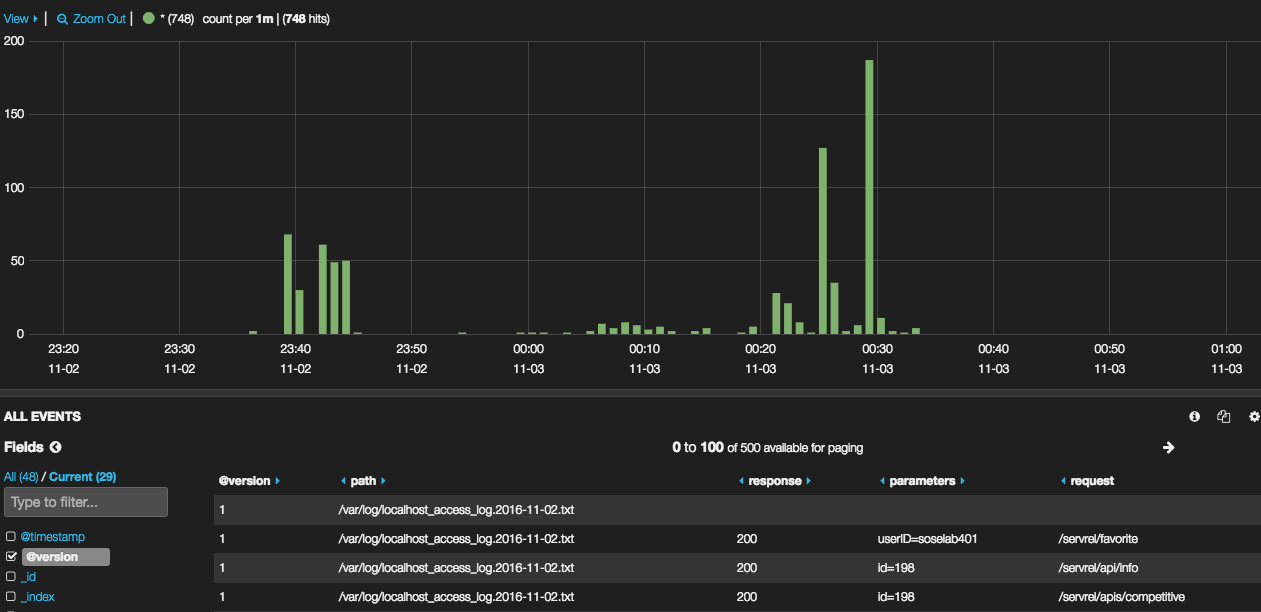 View | Zoom Out | * (748) count per 1m | (748 hits)
200
150
100
50
0
23:20 23:30 23:40 23:50 00:00 00:10 00:20 00:30 00:40 00:50 01:00
11-02 11-02 11-02 11-02 11-03 11-03 11-03 11-03 11-03 11-03 11-03
ALL EVENTS
Fields 0 to 100 of 500 available for paging
All (48) / Current (29)
@version path response parameters request
Type to filter...
1 /var/log/localhost_access_log.2016-11-02.txt
@timestamp
1 /var/log/localhost_access_log.2016-11-02.txt 200 userID=soselab401 /servrel/favorite
@version
1 /var/log/localhost_access_log.2016-11-02.txt 200 id=198 /servrel/api/info
_id
_index
1 /var/log/localhost_access_log.2016-11-02.txt 200 id=198 /servrel/apis/competitive